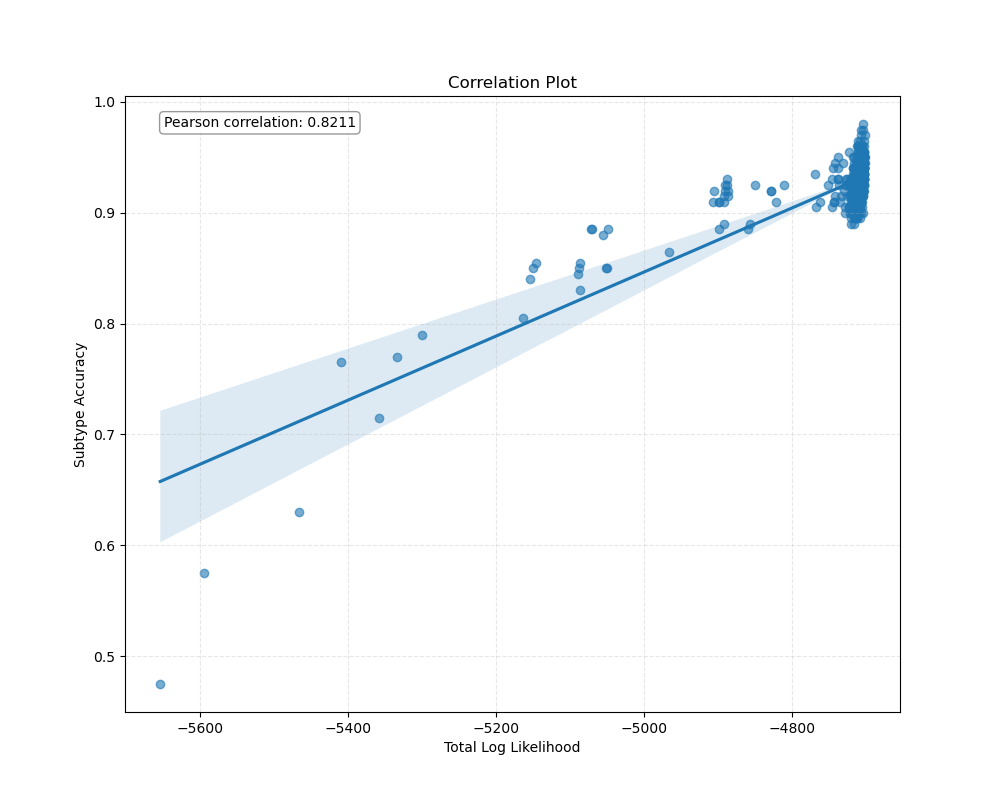 Correlation Plot
Pearson correlation: 0.8211
1.0
0.9
0.8
0.7
0.6
0.5
Subtype Accuracy
−5600
−5400
−5200
−5000
−4800
Total Log Likelihood